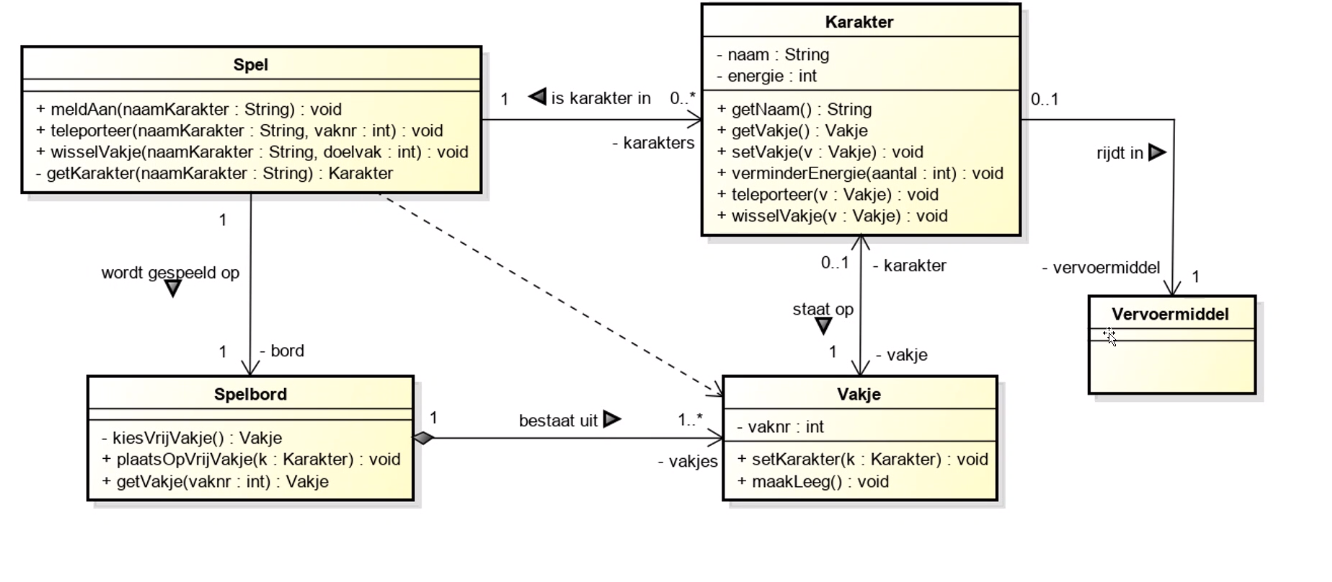 Spel
+ meldAan(naamKarakter : String) : void
+ teleporteer(naamKarakter : String, vaknr : int) : void
+ wisselVakje(naamKarakter : String, doelvak : int) : void
- getKarakter(naamKarakter : String) : Karakter
1
is karakter in
0..*
- karakters
Karakter
- naam : String
- energie : int
+ getNaam() : String
+ getVakje() : Vakje
+ setVakje(v : Vakje) : void
+ verminderEnergie(aantal : int) : void
+ teleporteer(v : Vakje) : void
+ wisselVakje(v : Vakje) : void
0..1
rijdt in
- vervoermiddel
1
Vervoermiddel
1
wordt gespeeld op
1
- bord
0..1
- karakter
staat op
1
- vakje
Spelbord
- kiesVrijVakje() : Vakje
+ plaatsOpVrijVakje(k : Karakter) : void
+ getVakje(vaknr : int) : Vakje
1
bestaat uit
1..*
- vakjes
Vakje
- vaknr : int
+ setKarakter(k : Karakter) : void
+ maakLeeg() : void